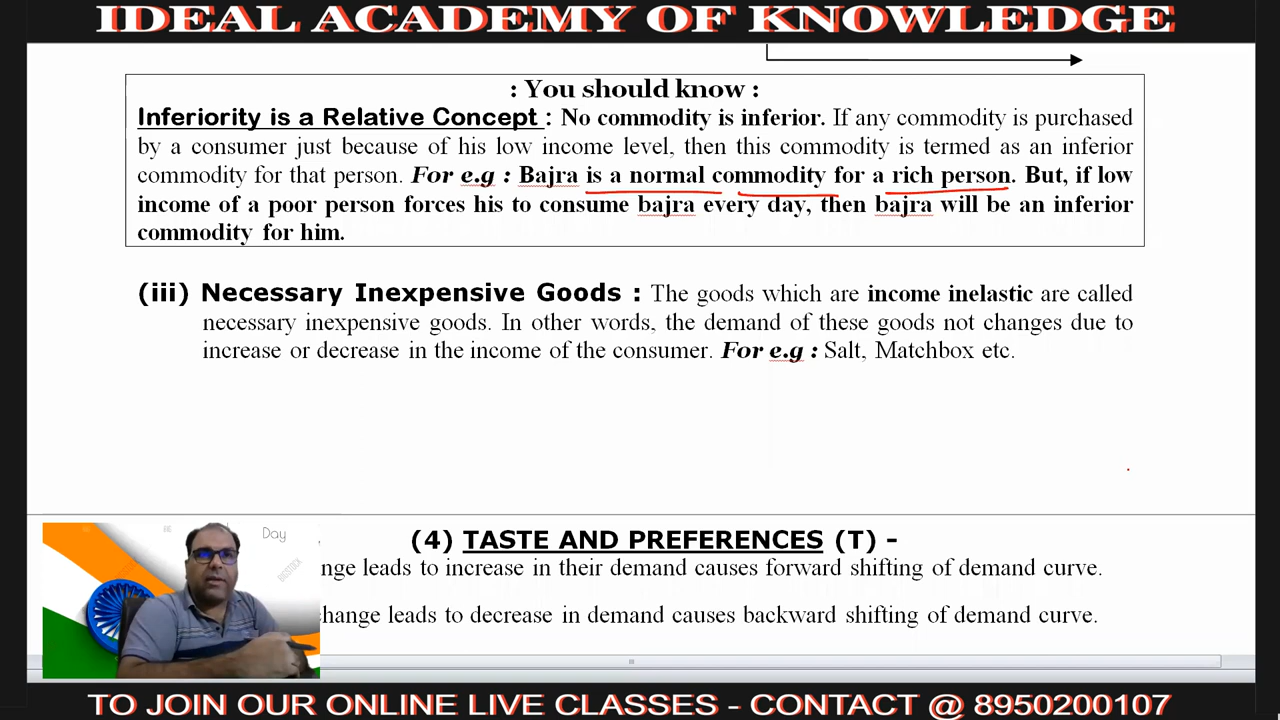 IDEAL ACADEMY OF KNOWLEDGE
: You should know :
Inferiority is a Relative Concept : No commodity is inferior. If any commodity is purchased
by a consumer just because of his low income level, then this commodity is termed as an inferior
commodity for that person. For e.g : Bajra is a normal commodity for a rich person. But, if low
income of a poor person forces his to consume bajra every day, then bajra will be an inferior
commodity for him.
(iii) Necessary Inexpensive Goods : The goods which are income inelastic are called
necessary inexpensive goods. In other words, the demand of these goods not changes due to
increase or decrease in the income of the consumer. For e.g : Salt, Matchbox etc.
Day
(4) TASTE AND PREFERENCES (T) -
nge leads to increase in their demand causes forward shifting of demand curve.
change leads to decrease in demand causes backward shifting of demand curve.
TO JOIN OUR ONLINE LIVE CLASSES - CONTACT @ 8950200107